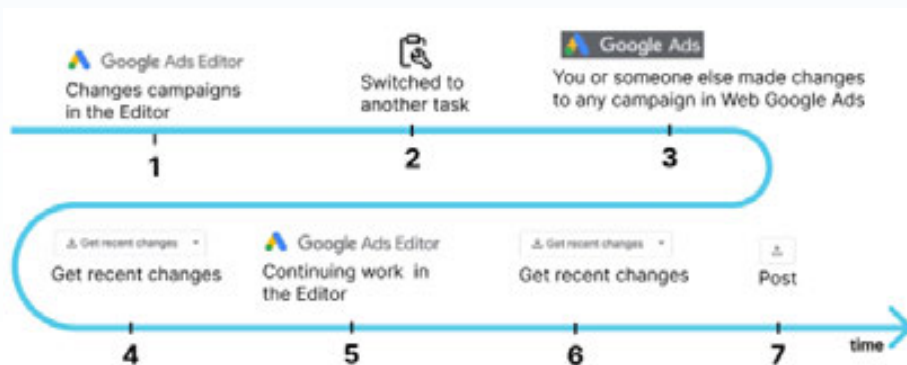 Google Ads Editor
Changes campaigns
in the Editor
1
Switched to
another task
2
Google Ads
You or someone else made changes
to any campaign in Web Google Ads
3
Get recent changes
Get recent changes
4
Google Ads Editor
Continuing work in
the Editor
5
Get recent changes
Get recent changes
6
Post
7
time